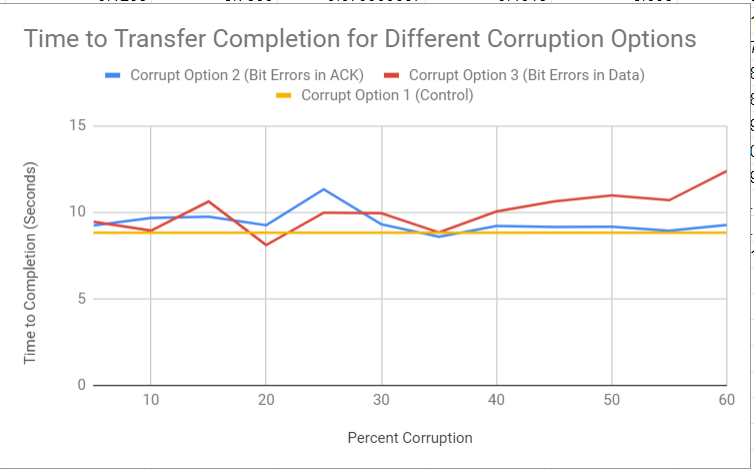 Time to Transfer Completion for Different Corruption Options
Corrupt Option 2 (Bit Errors in ACK) Corrupt Option 3 (Bit Errors in Data)
Corrupt Option 1 (Control)
Time to Completion (Seconds)
15
10
5
0
10 20 30 40 50 60
Percent Corruption